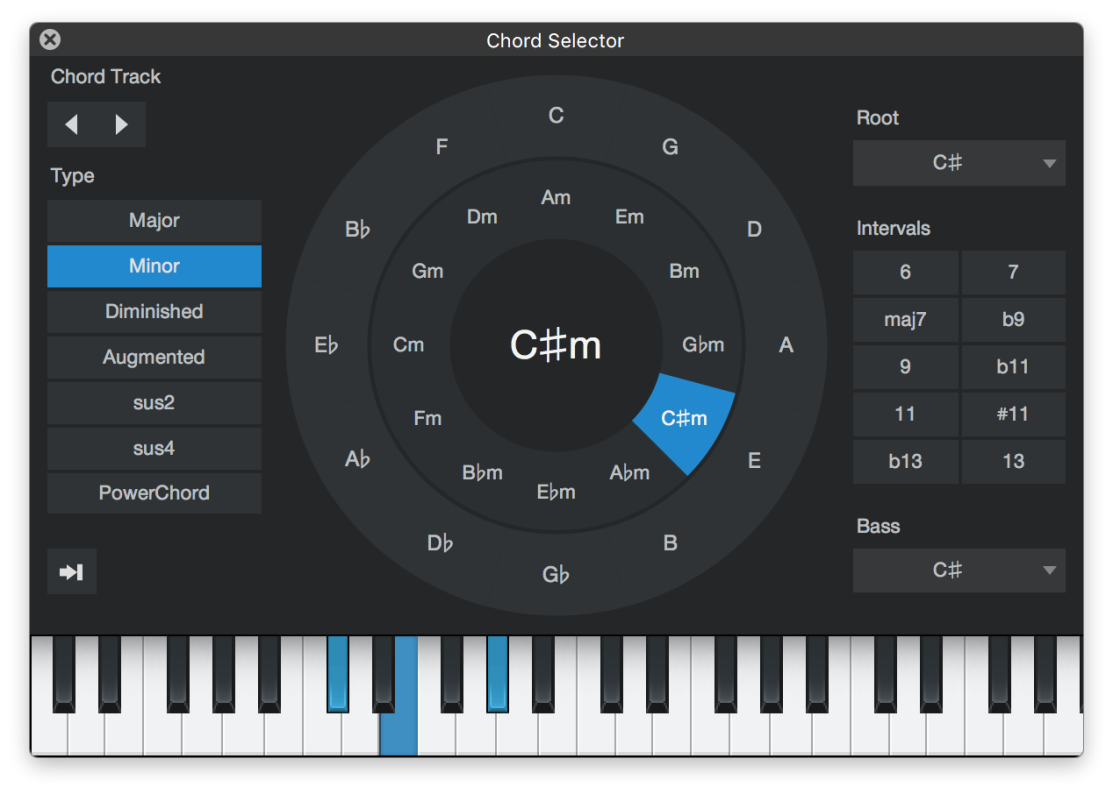 Chord Selector
Chord Track
Type
Major
Minor
Diminished
Augmented
sus2
sus4
PowerChord
C
G
D
A
E
B
G♭
D♭
A♭
E♭
B♭
F
Am
Em
Bm
G♭m
C♯m
A♭m
E♭m
B♭m
Fm
Cm
Gm
Dm
C♯m
Root
C♯
Intervals
6 7
maj7 b9
9 b11
11 #11
b13 13
Bass
C♯